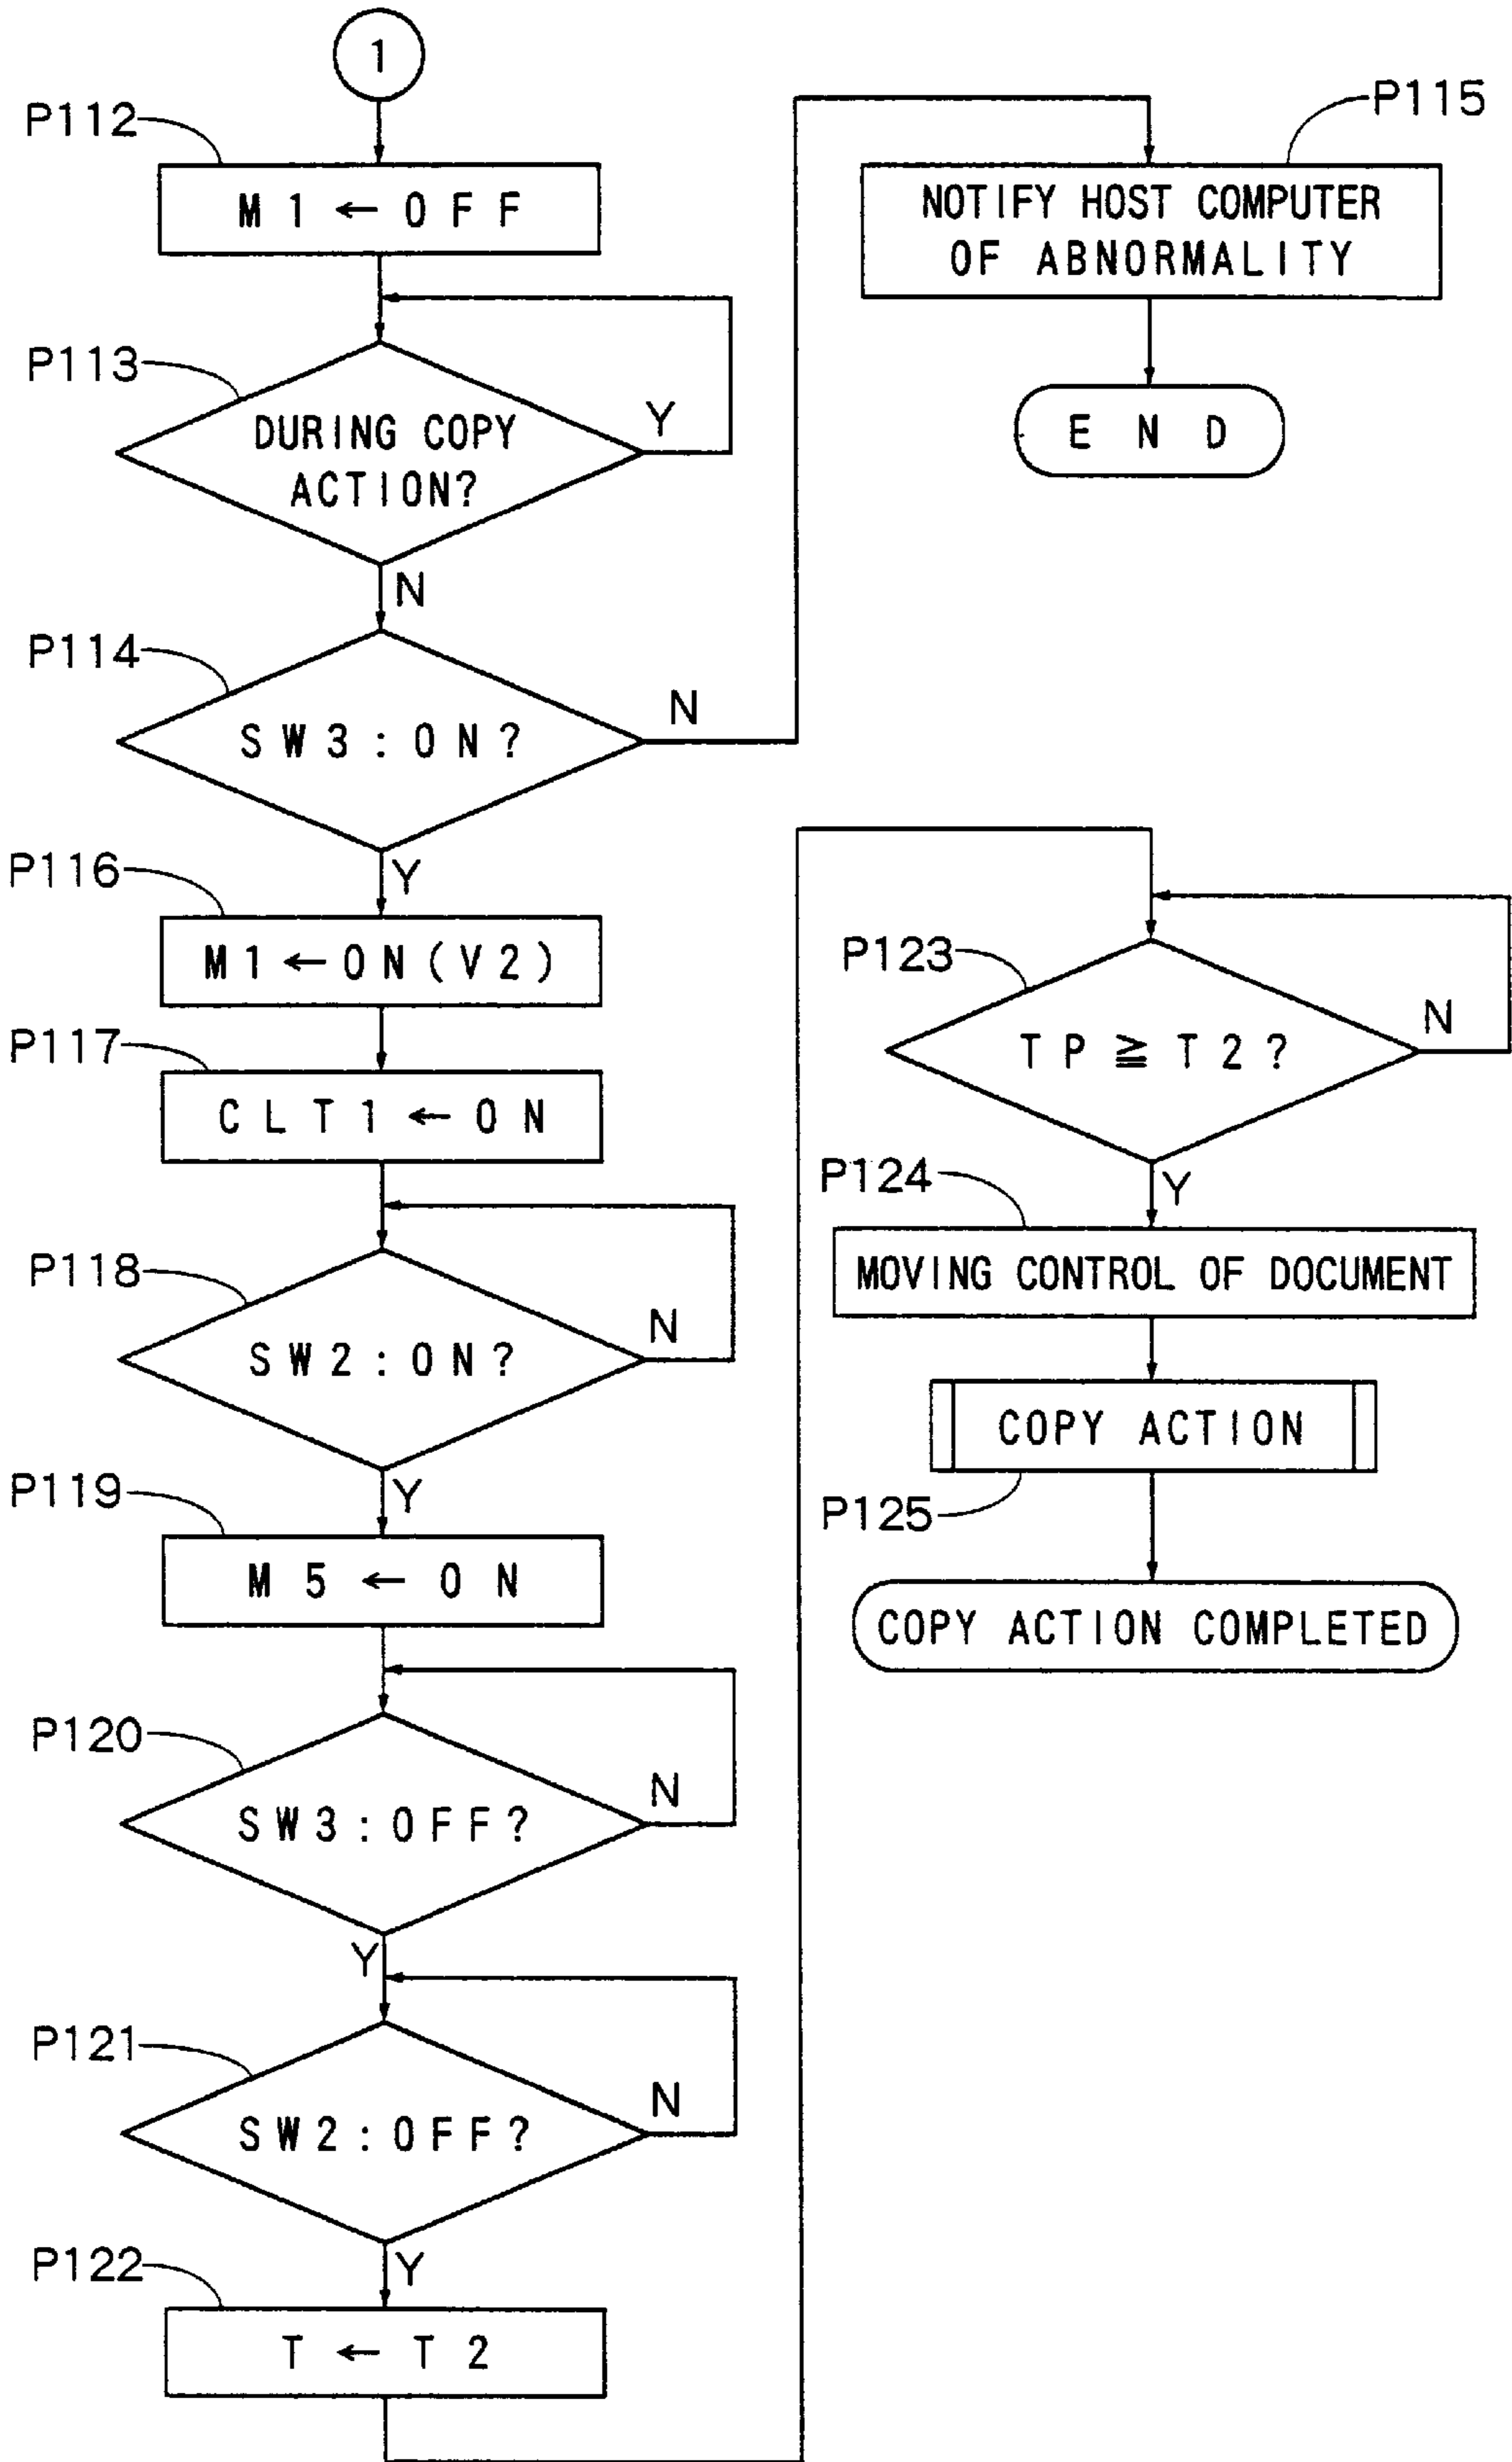 1
P112
M1 ← OFF
P113
DURING COPY
ACTION?
Y
N
P114
SW3:ON?
N
Y
P115
NOTIFY HOST COMPUTER
OF ABNORMALITY
END
P116
M1 ← ON(V2)
P117
CLT1 ← ON
P118
SW2:ON?
N
Y
P119
M5 ← ON
P120
SW3:OFF?
N
Y
P121
SW2:OFF?
N
Y
P122
T ← T2
P123
TP ≧ T2?
N
Y
P124
MOVING CONTROL OF DOCUMENT
COPY ACTION
P125
COPY ACTION COMPLETED